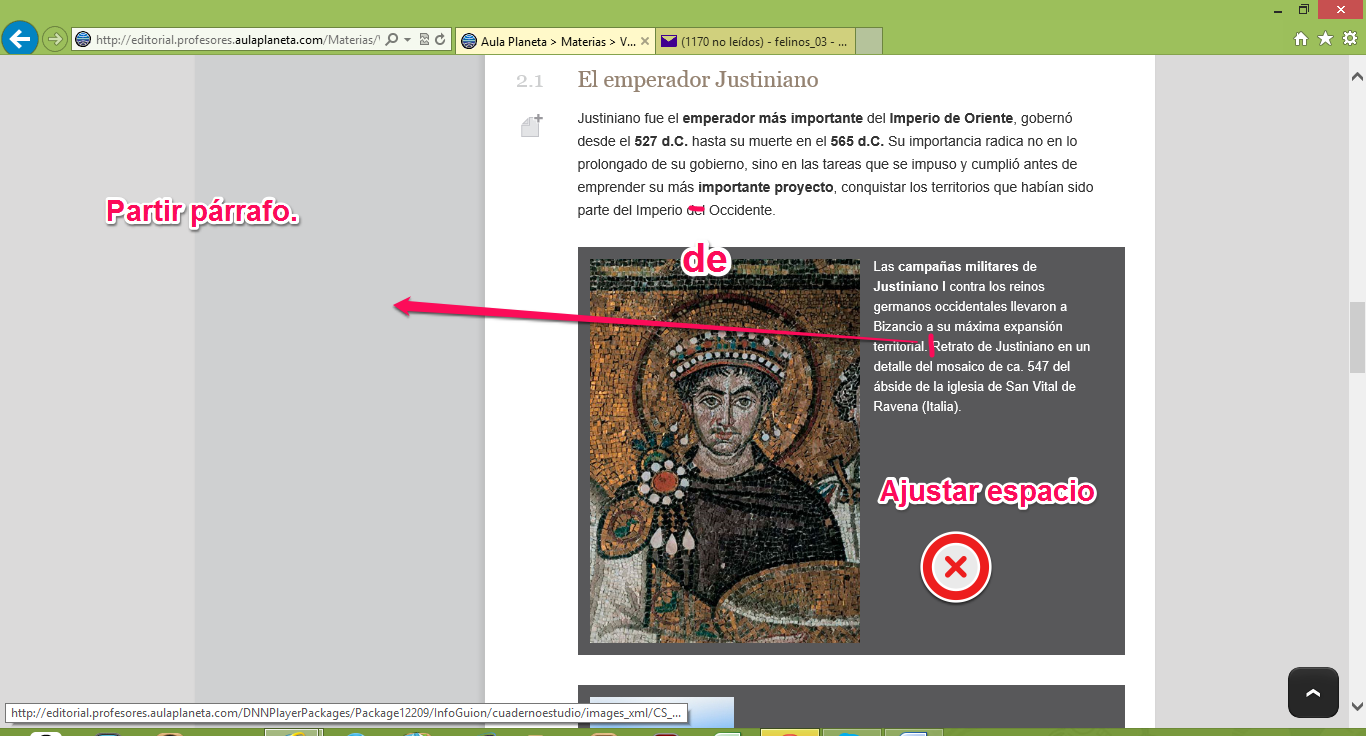 http://editorial.profesores.aulaplaneta.com/Materias/
Aula Planeta > Materias > V...
(1170 no leídos) - felinos_03 - ...
2.1 El emperador Justiniano
Justiniano fue el emperador más importante del Imperio de Oriente, gobernó
desde el 527 d.C. hasta su muerte en el 565 d.C. Su importancia radica no en lo
prolongado de su gobierno, sino en las tareas que se impuso y cumplió antes de
emprender su más importante proyecto, conquistar los territorios que habían sido
parte del Imperio del Occidente.
Partir párrafo.
de
Las campañas militares de
Justiniano I contra los reinos
germanos occidentales llevaron a
Bizancio a su máxima expansión
territorial. Retrato de Justiniano en un
detalle del mosaico de ca. 547 del
ábside de la iglesia de San Vital de
Ravena (Italia).
Ajustar espacio
http://editorial.profesores.aulaplaneta.com/DNNPlayerPackages/Package12209/InfoGuion/cuadernoestudio/images_xml/CS_...